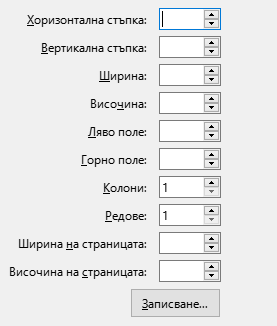 Хоризонтална стъпка:
Вертикална стъпка:
Ширина:
Височина:
Ляво поле:
Горно поле:
Колони: 1
Редове: 1
Ширина на страницата:
Височина на страницата:
Записване...